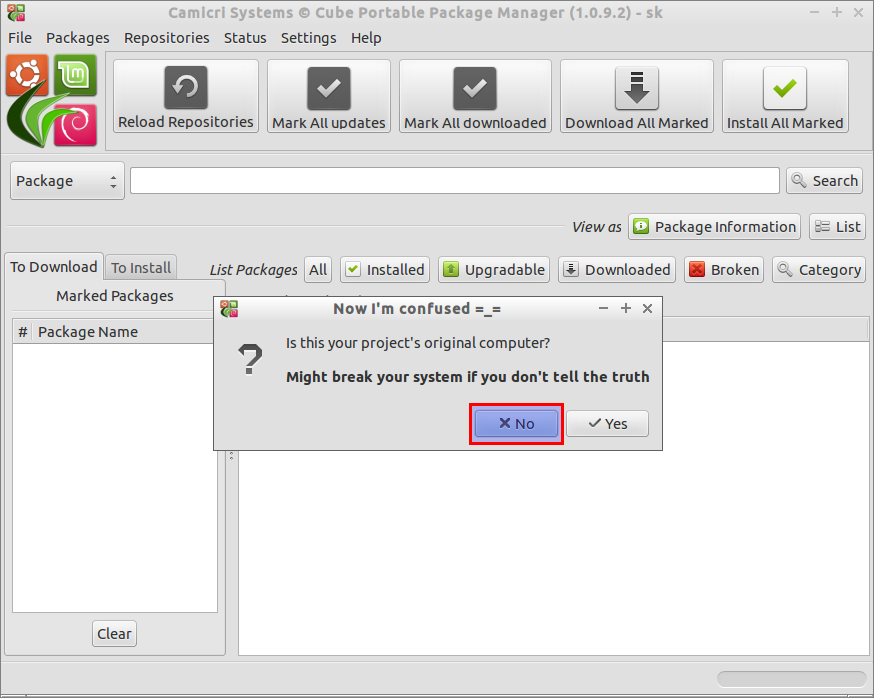 Camicri Systems © Cube Portable Package Manager (1.0.9.2) - sk
File Packages Repositories Status Settings Help
Reload Repositories Mark All updates Mark All downloaded Download All Marked Install All Marked
Package Search
View as Package Information List
To Download To Install List Packages All Installed Upgradable Downloaded Broken Category
Marked Packages
# Package Name
Now I'm confused =_=
Is this your project's original computer?
Might break your system if you don't tell the truth
No Yes
Clear